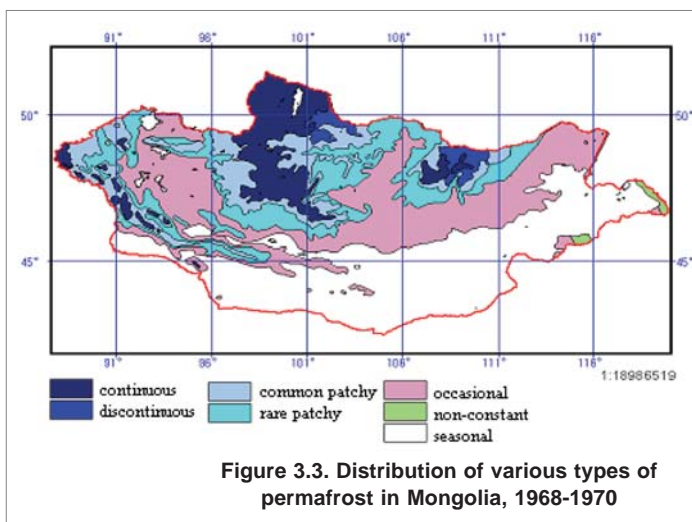 91° 96° 101° 106° 111° 116°
50° 50°
45° 45°
91° 96° 101° 106° 111° 116°
1:18986519
continuous common patchy occasional
discontinuous rare patchy non-constant
seasonal
Figure 3.3. Distribution of various types of
permafrost in Mongolia, 1968-1970